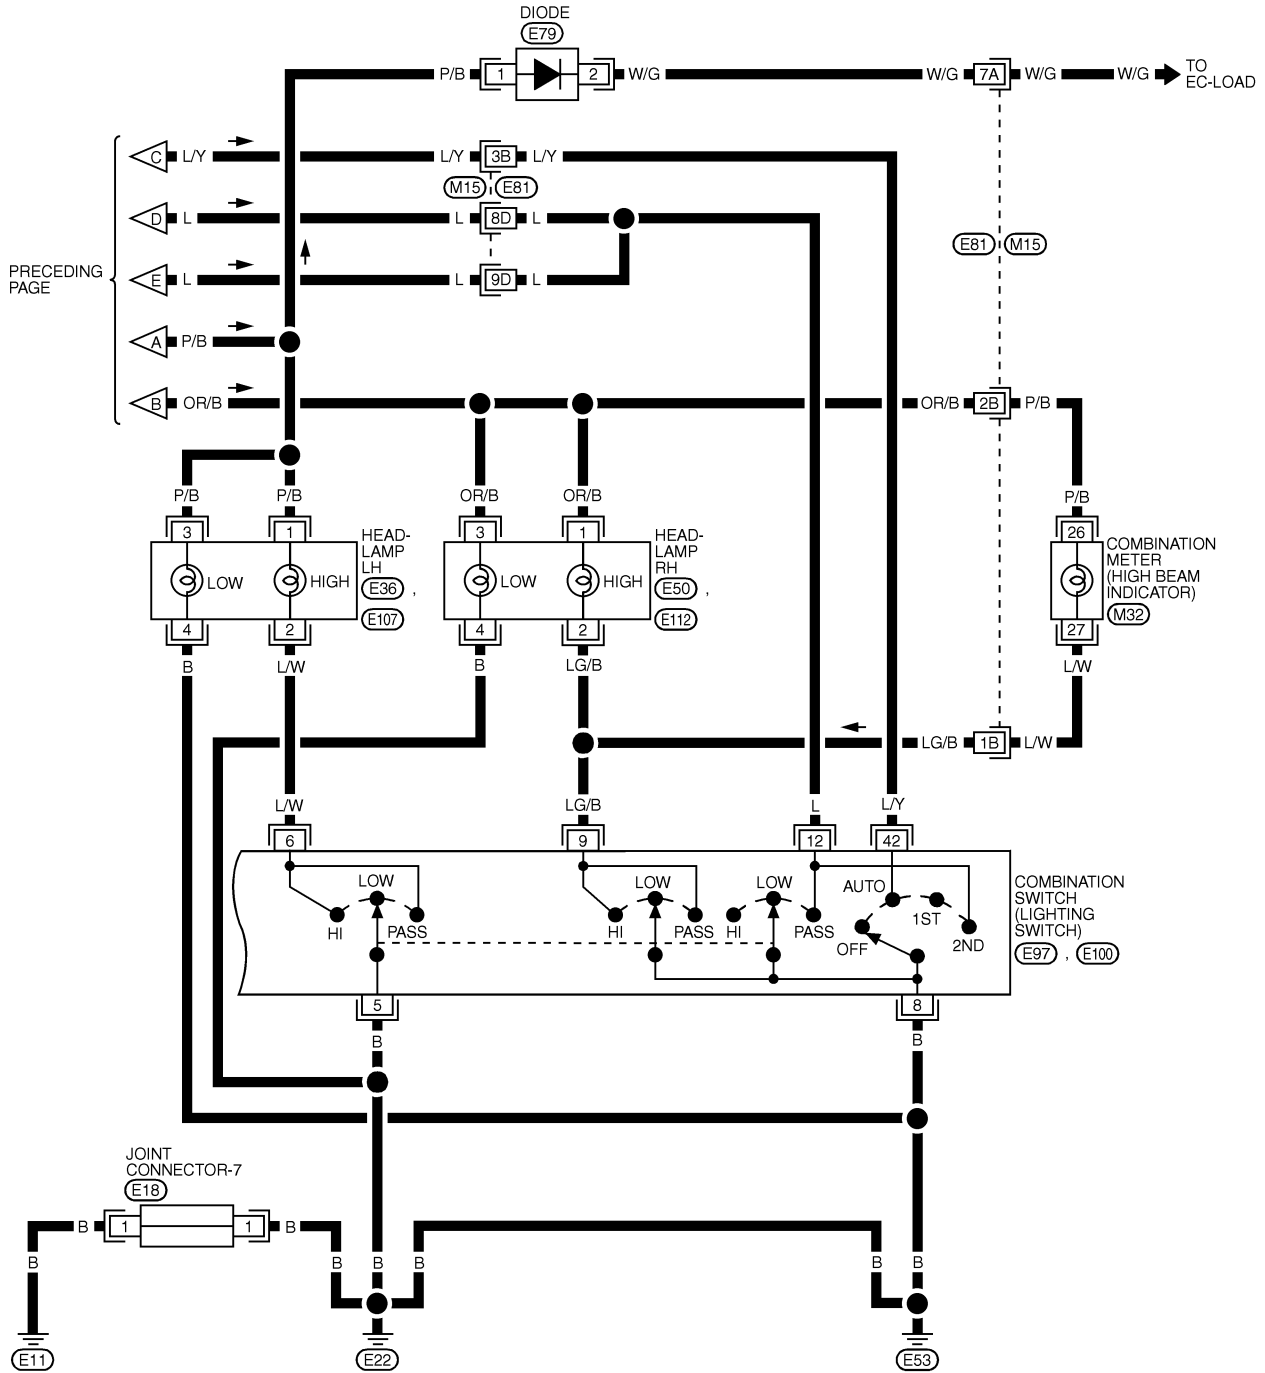 DIODE
E79
P/B 1 2 W/G W/G 7A W/G W/G TO
EC-LOAD
C L/Y L/Y 3B L/Y
M15 E81
D L L 8D L
E81 M15
PRECEDING
PAGE
E L L 9D L
A P/B
B OR/B OR/B 2B P/B
P/B P/B OR/B OR/B P/B
3 1 3 1 26
HEAD-
LAMP
LH
E36 ,
E107
LOW HIGH
HEAD-
LAMP
RH
E50 ,
E112
LOW HIGH
COMBINATION
METER
(HIGH BEAM
INDICATOR)
M32
4 2 4 2 27
B L/W B LG/B L/W
LG/B 1B L/W
L/W LG/B L L/Y
6 9 12 42
LOW LOW LOW AUTO
1ST
HI PASS HI PASS HI PASS OFF 2ND
COMBINATION
SWITCH
(LIGHTING
SWITCH)
E97 , E100
5 8
B B
JOINT
CONNECTOR-7
E18
B 1 1 B
B B B B B B
E11 E22 E53